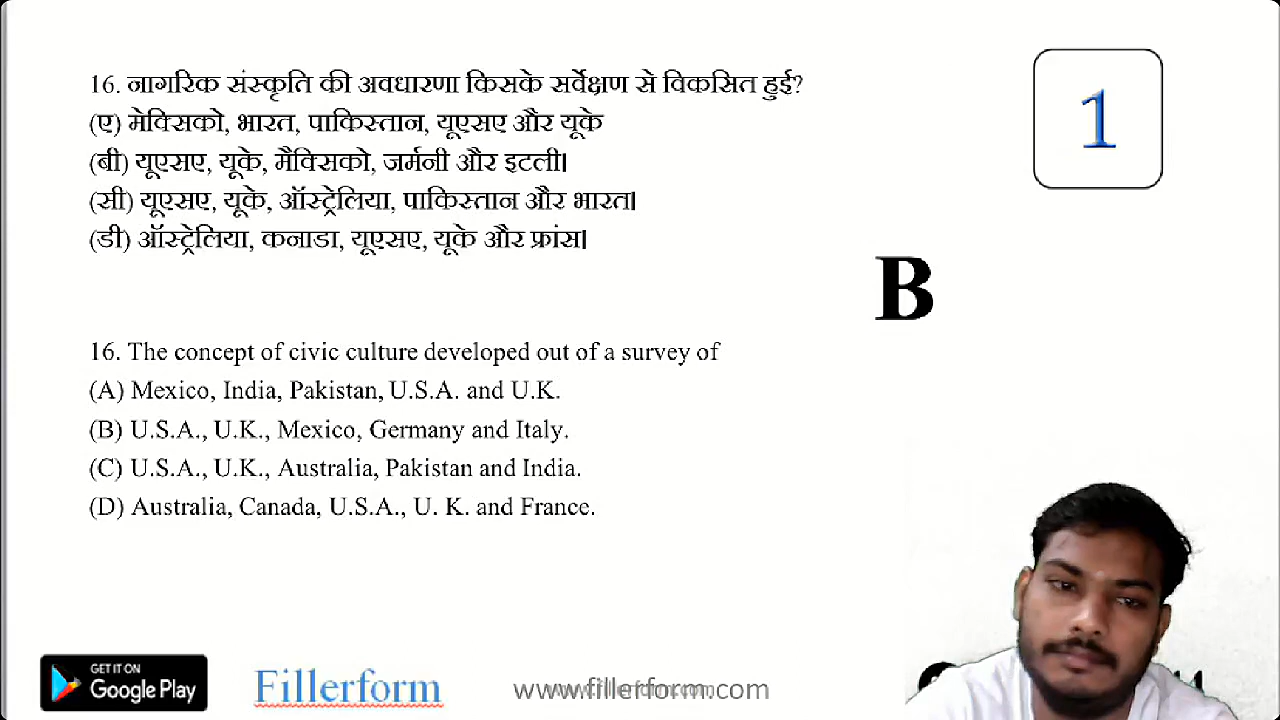 16. नागरिक संस्कृति की अवधारणा किसके सर्वेक्षण से विकसित हुई?
(ए) मेक्सिको, भारत, पाकिस्तान, यूएसए और यूके
(बी) यूएसए, यूके, मैक्सिको, जर्मनी और इटली।
(सी) यूएसए, यूके, ऑस्ट्रेलिया, पाकिस्तान और भारत।
(डी) ऑस्ट्रेलिया, कनाडा, यूएसए, यूके और फ्रांस।
1
B
16. The concept of civic culture developed out of a survey of
(A) Mexico, India, Pakistan, U.S.A. and U.K.
(B) U.S.A., U.K., Mexico, Germany and Italy.
(C) U.S.A., U.K., Australia, Pakistan and India.
(D) Australia, Canada, U.S.A., U. K. and France.
GET IT ON
Google Play
Fillerform
www.fillerform.com